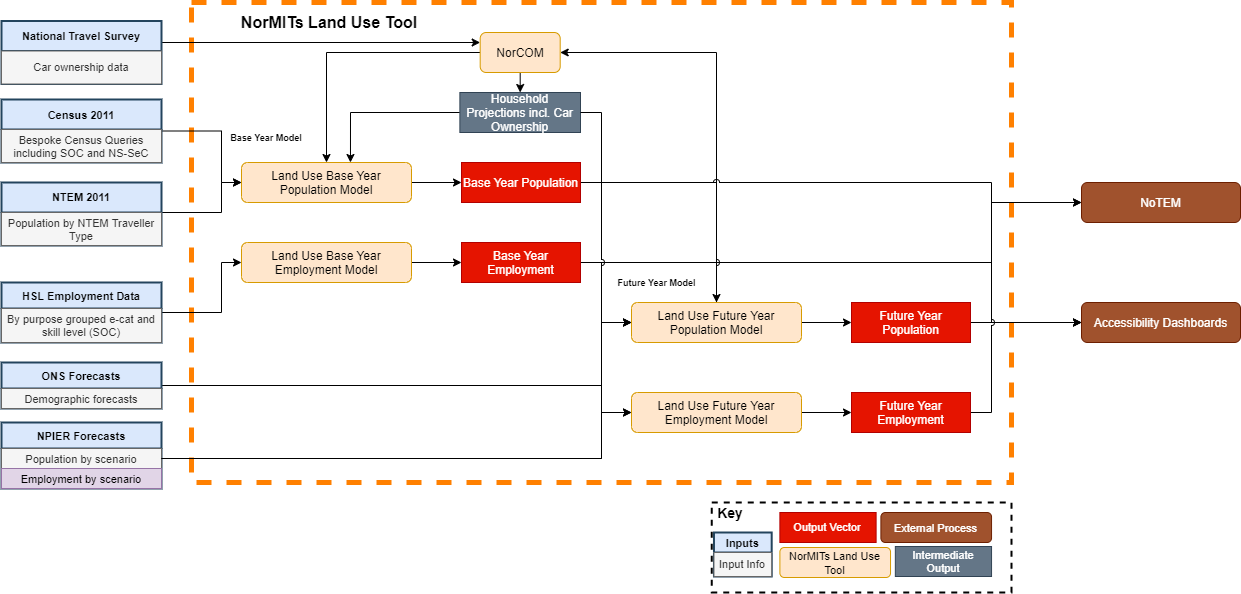 NorMITs Land Use Tool
National Travel Survey
Car ownership data
Census 2011
Bespoke Census Queries
including SOC and NS-SeC
NTEM 2011
Population by NTEM Traveller
Type
HSL Employment Data
By purpose grouped e-cat and
skill level (SOC)
ONS Forecasts
Demographic forecasts
NPIER Forecasts
Population by scenario
Employment by scenario
NorCOM
Household
Projections incl. Car
Ownership
Base Year Model
Land Use Base Year
Population Model
Base Year Population
Land Use Base Year
Employment Model
Base Year
Employment
Future Year Model
Land Use Future Year
Population Model
Future Year
Population
Land Use Future Year
Employment Model
Future Year
Employment
NoTEM
Accessibility Dashboards
Key
Inputs
Input Info
Output Vector
External Process
NorMITs Land Use
Tool
Intermediate
Output